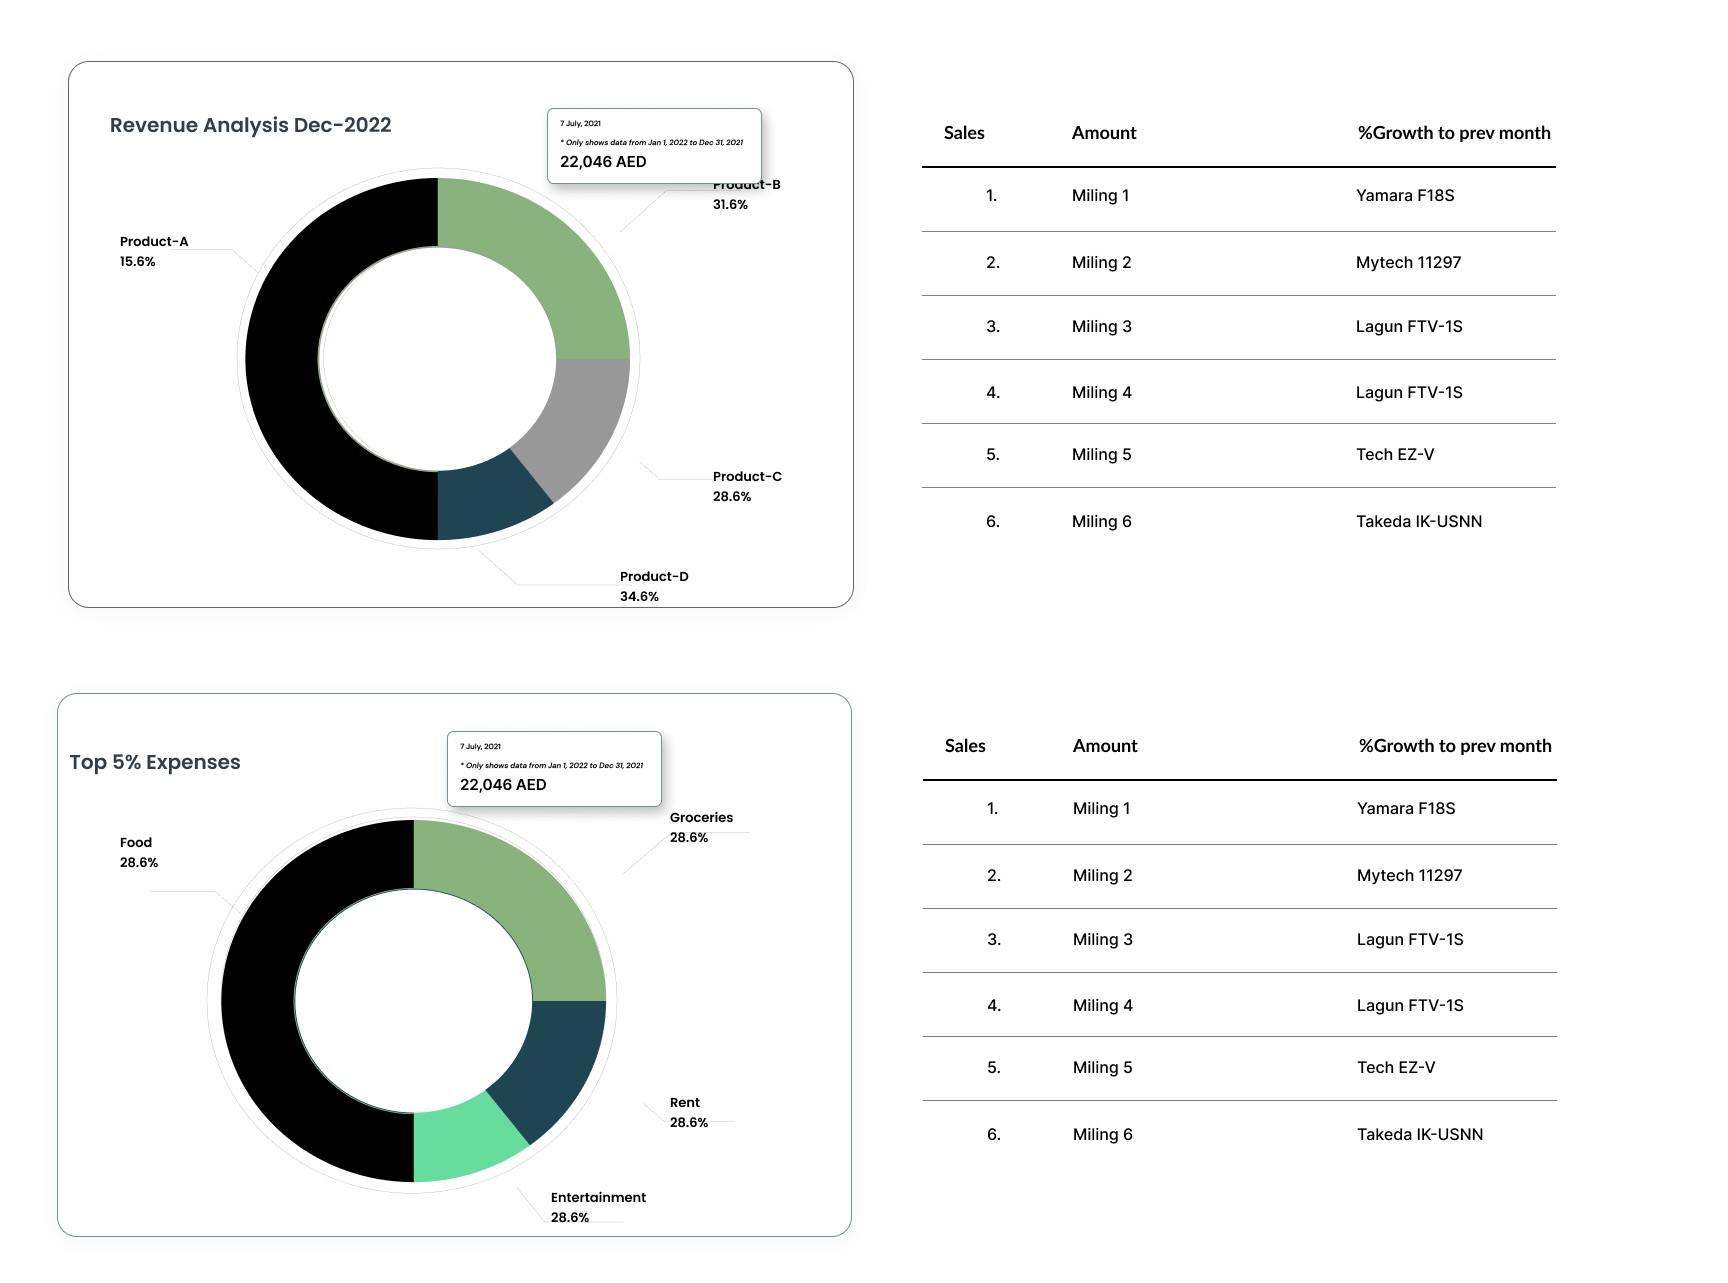 Revenue Analysis Dec-2022
7 July, 2021
* Only shows data from Jan 1, 2022 to Dec 31, 2021
22,046 AED
Product-B
31.6%
Product-A
15.6%
Product-C
28.6%
Product-D
34.6%
Sales Amount %Growth to prev month
1. Miling 1 Yamara F18S
2. Miling 2 Mytech 11297
3. Miling 3 Lagun FTV-1S
4. Miling 4 Lagun FTV-1S
5. Miling 5 Tech EZ-V
6. Miling 6 Takeda IK-USNN
Top 5% Expenses
7 July, 2021
* Only shows data from Jan 1, 2022 to Dec 31, 2021
22,046 AED
Groceries
28.6%
Food
28.6%
Rent
28.6%
Entertainment
28.6%
Sales Amount %Growth to prev month
1. Miling 1 Yamara F18S
2. Miling 2 Mytech 11297
3. Miling 3 Lagun FTV-1S
4. Miling 4 Lagun FTV-1S
5. Miling 5 Tech EZ-V
6. Miling 6 Takeda IK-USNN